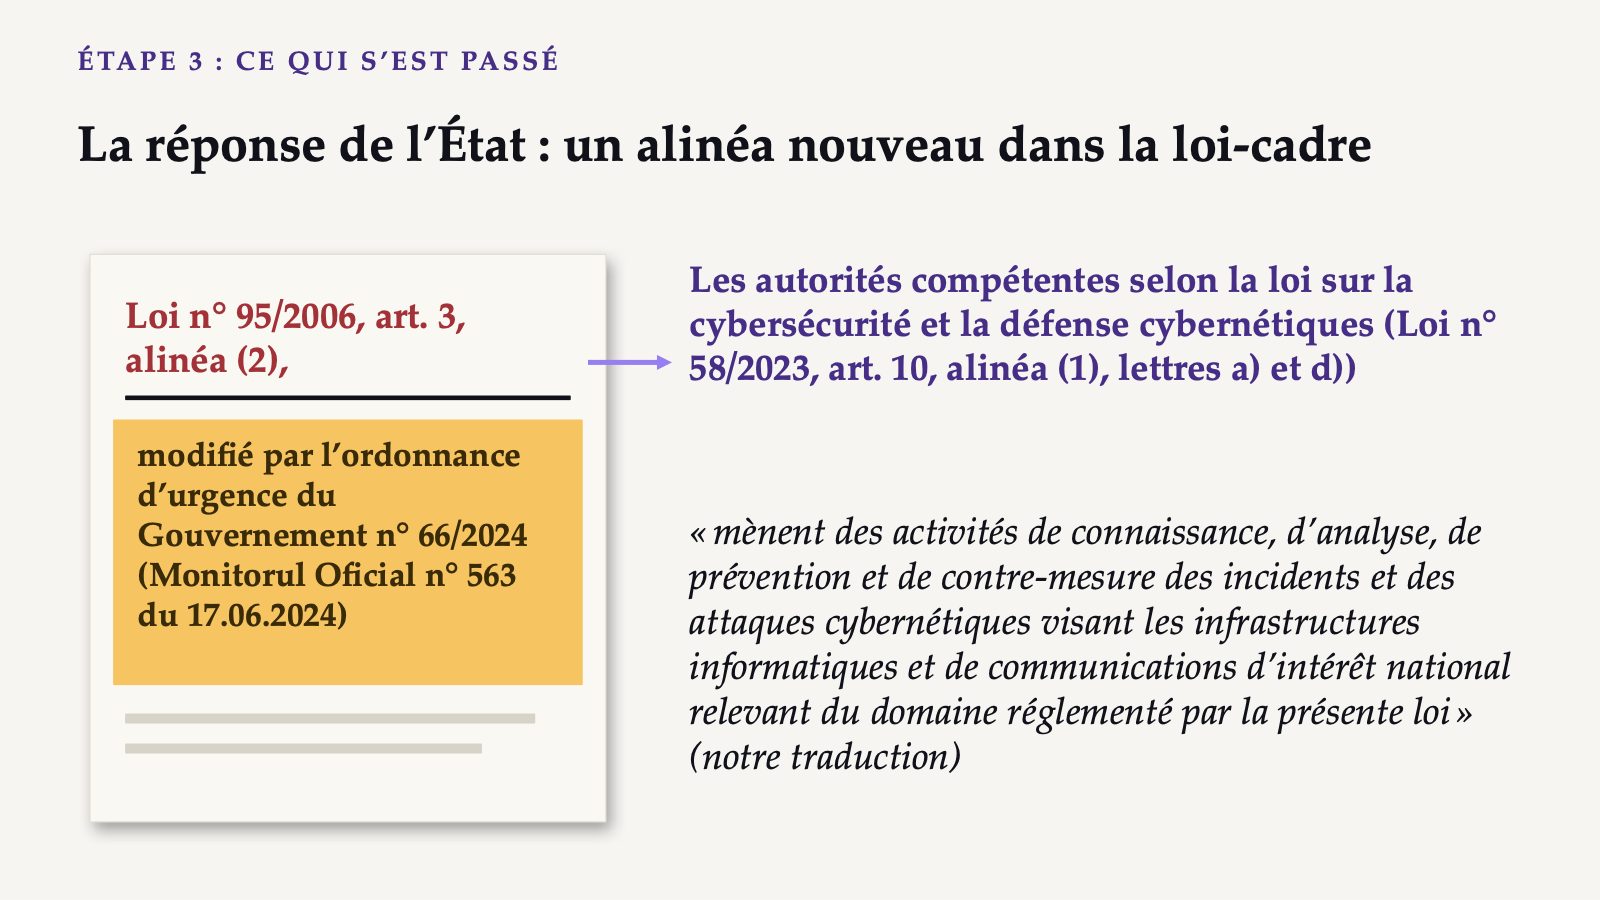 ÉTAPE 3 : CE QUI S’EST PASSÉ
La réponse de l’État : un alinéa nouveau dans la loi-cadre
Loi n° 95/2006, art. 3,
alinéa (2),
modifié par l’ordonnance
d’urgence du
Gouvernement n° 66/2024
(Monitorul Oficial n° 563
du 17.06.2024)
Les autorités compétentes selon la loi sur la
cybersécurité et la défense cybernétiques (Loi n°
58/2023, art. 10, alinéa (1), lettres a) et d))
« mènent des activités de connaissance, d’analyse, de
prévention et de contre-mesure des incidents et des
attaques cybernétiques visant les infrastructures
informatiques et de communications d’intérêt national
relevant du domaine réglementé par la présente loi »
(notre traduction)